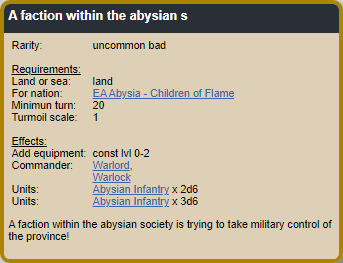 A faction within the abysian s
Rarity: uncommon bad
Requirements:
Land or sea: land
For nation: EA Abysia - Children of Flame
Minimun turn: 20
Turmoil scale: 1
Effects:
Add equipment: const lvl 0-2
Commander: Warlord,
Warlock
Units: Abysian Infantry x 2d6
Units: Abysian Infantry x 3d6
A faction within the abysian society is trying to take military control of
the province!